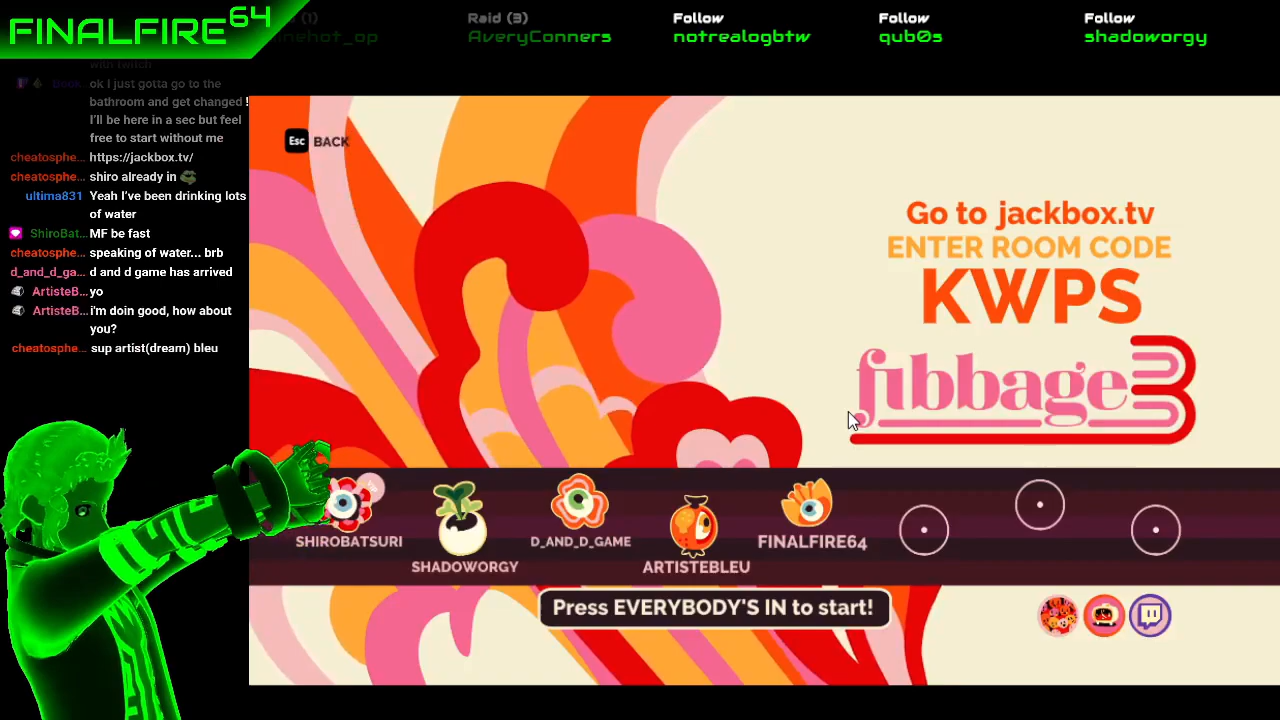 FINALFIRE64
(1)
Raid (3)
AveryConners
Follow
notrealogbtw
Follow
qub0s
Follow
shadoworgy
with twitch
ok I just gotta go to the
bathroom and get changed !
I'll be here in a sec but feel
free to start without me
cheatosphe... https://jackbox.tv/
cheatosphe... shiro already in
ultima831 Yeah I've been drinking lots
of water
ShiroBat... MF be fast
cheatosphe... speaking of water... brb
d_and_d_ga... d and d game has arrived
ArtisteB... yo
ArtisteB... i'm doin good, how about
you?
cheatosphe... sup artist(dream) bleu
Esc BACK
Go to jackbox.tv
ENTER ROOM CODE
KWPS
fibbage 3
SHIROBATSURI
SHADOWORGY
D_AND_D_GAME
ARTISTEBLEU
FINALFIRE64
Press EVERYBODY'S IN to start!